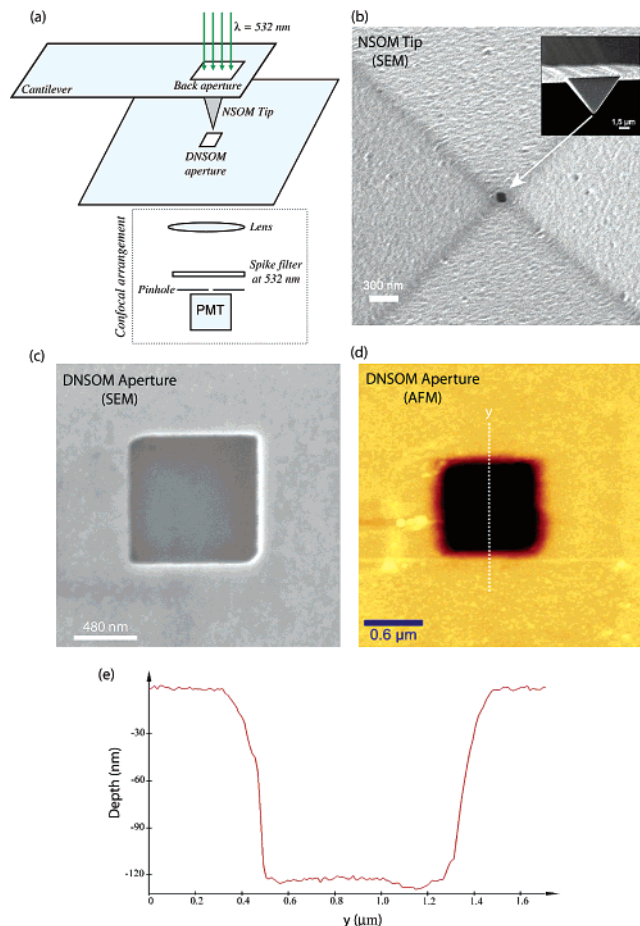 (a)
λ = 532 nm
Back aperture
Cantilever
NSOM Tip
DNSOM
aperture
Confocal arrangement
Lens
Spike filter
at 532 nm
Pinhole
PMT
(b)
NSOM Tip
(SEM)
1,5 µm
300 nm
(c)
DNSOM Aperture
(SEM)
480 nm
(d)
DNSOM Aperture
(AFM)
y
0.6 µm
(e)
Depth (nm)
-30
-60
-90
-120
0 0.2 0.4 0.6 0.8 1.0 1.2 1.4 1.6
y (µm)